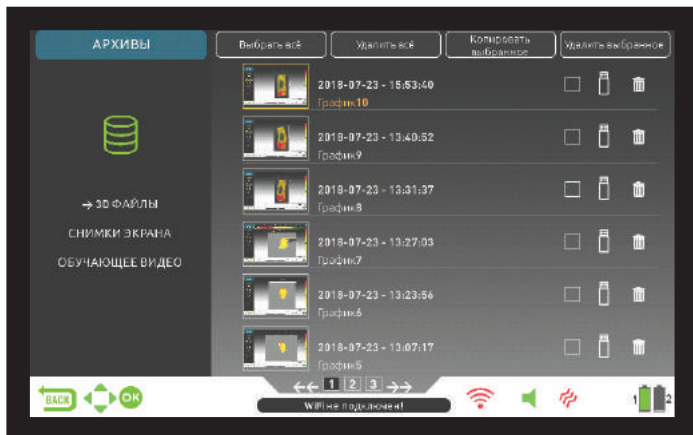 АРХИВЫ
Выбрать всё
Удалить всё
Копировать
выбранное
Удалить выбранное
2018-07-23 - 15:53:40
График10
2018-07-23 - 13:40:52
График9
2018-07-23 - 13:31:37
График8
2018-07-23 - 13:27:03
График7
2018-07-23 - 13:23:56
График6
2018-07-23 - 13:07:17
График5
→ 3D ФАЙЛЫ
СНИМКИ ЭКРАНА
ОБУЧАЮЩЕЕ ВИДЕО
BACK OK
←← 1 2 3 →→
WiFi не подключен!
1 2